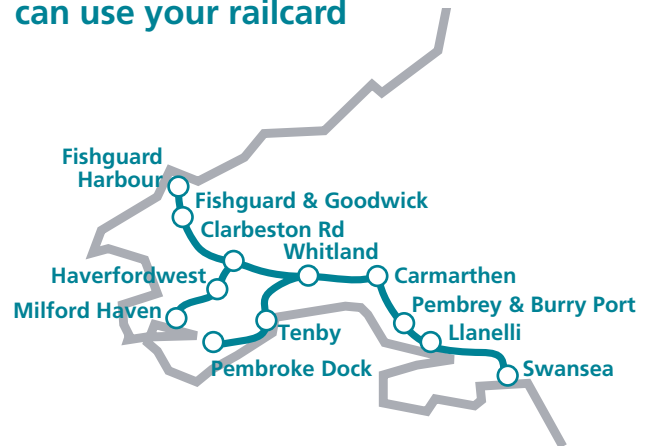 can use your railcard
Fishguard
Harbour
Fishguard & Goodwick
Clarbeston Rd
Whitland
Haverfordwest
Carmarthen
Milford Haven
Pembrey & Burry Port
Tenby
Llanelli
Pembroke Dock
Swansea